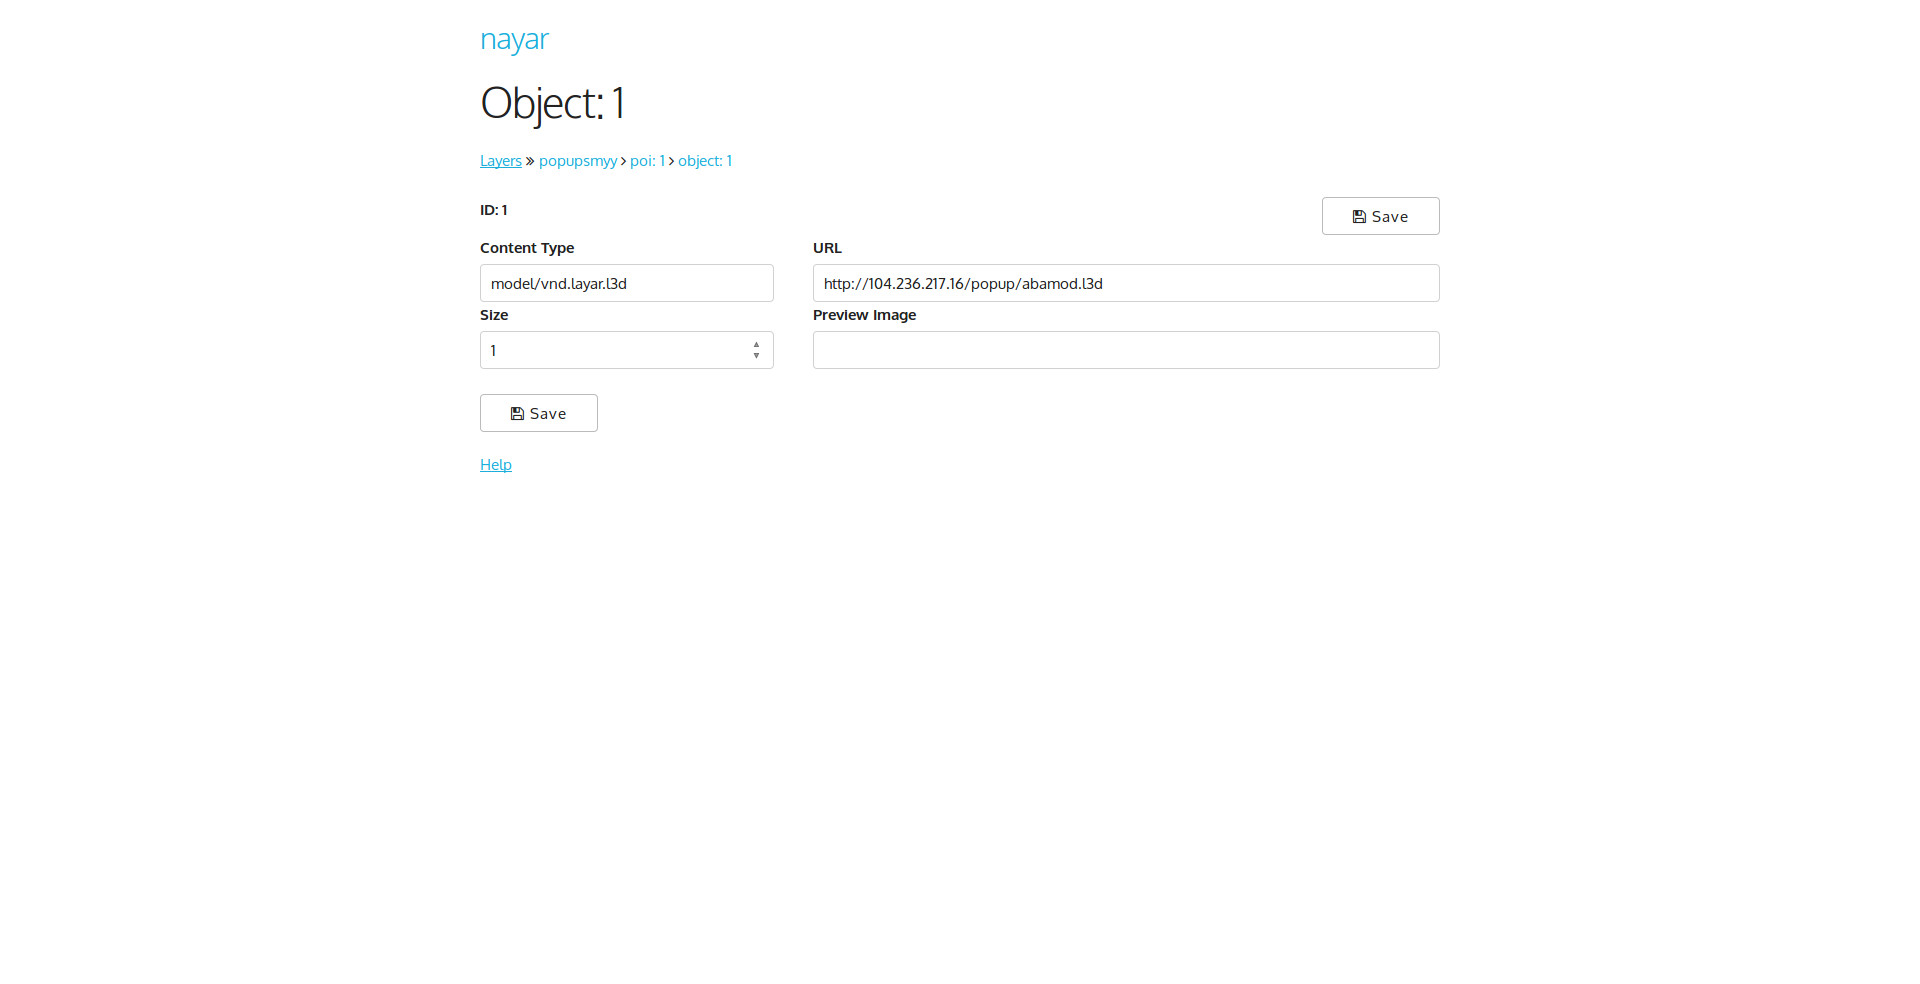 nayar
Object: 1
Layers » popupsmyy › poi: 1 › object: 1
ID: 1
Save
Content Type
URL
model/vnd.layar.l3d
http://104.236.217.16/popup/abamod.l3d
Size
Preview Image
1
Save
Help